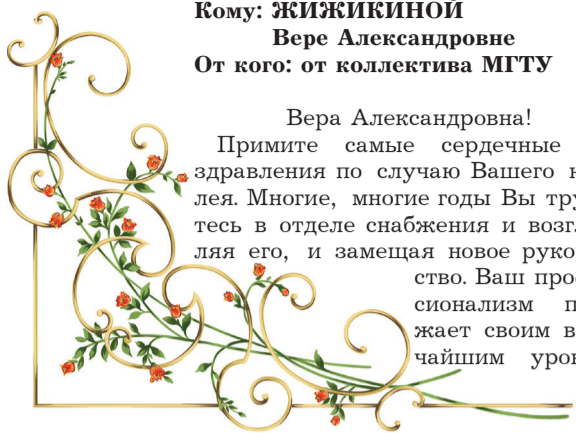 Кому: ЖИЖИКИНОЙ
Вере Александровне
От кого: от коллектива МГТУ
Вера Александровна!
Примите самые сердечные
здравления по случаю Вашего
лея. Многие, многие годы Вы тру
тесь в отделе снабжения и возгл
ляя его, и замещая новое руко
ство. Ваш про
сионализм п
жает своим в
чайшим уров